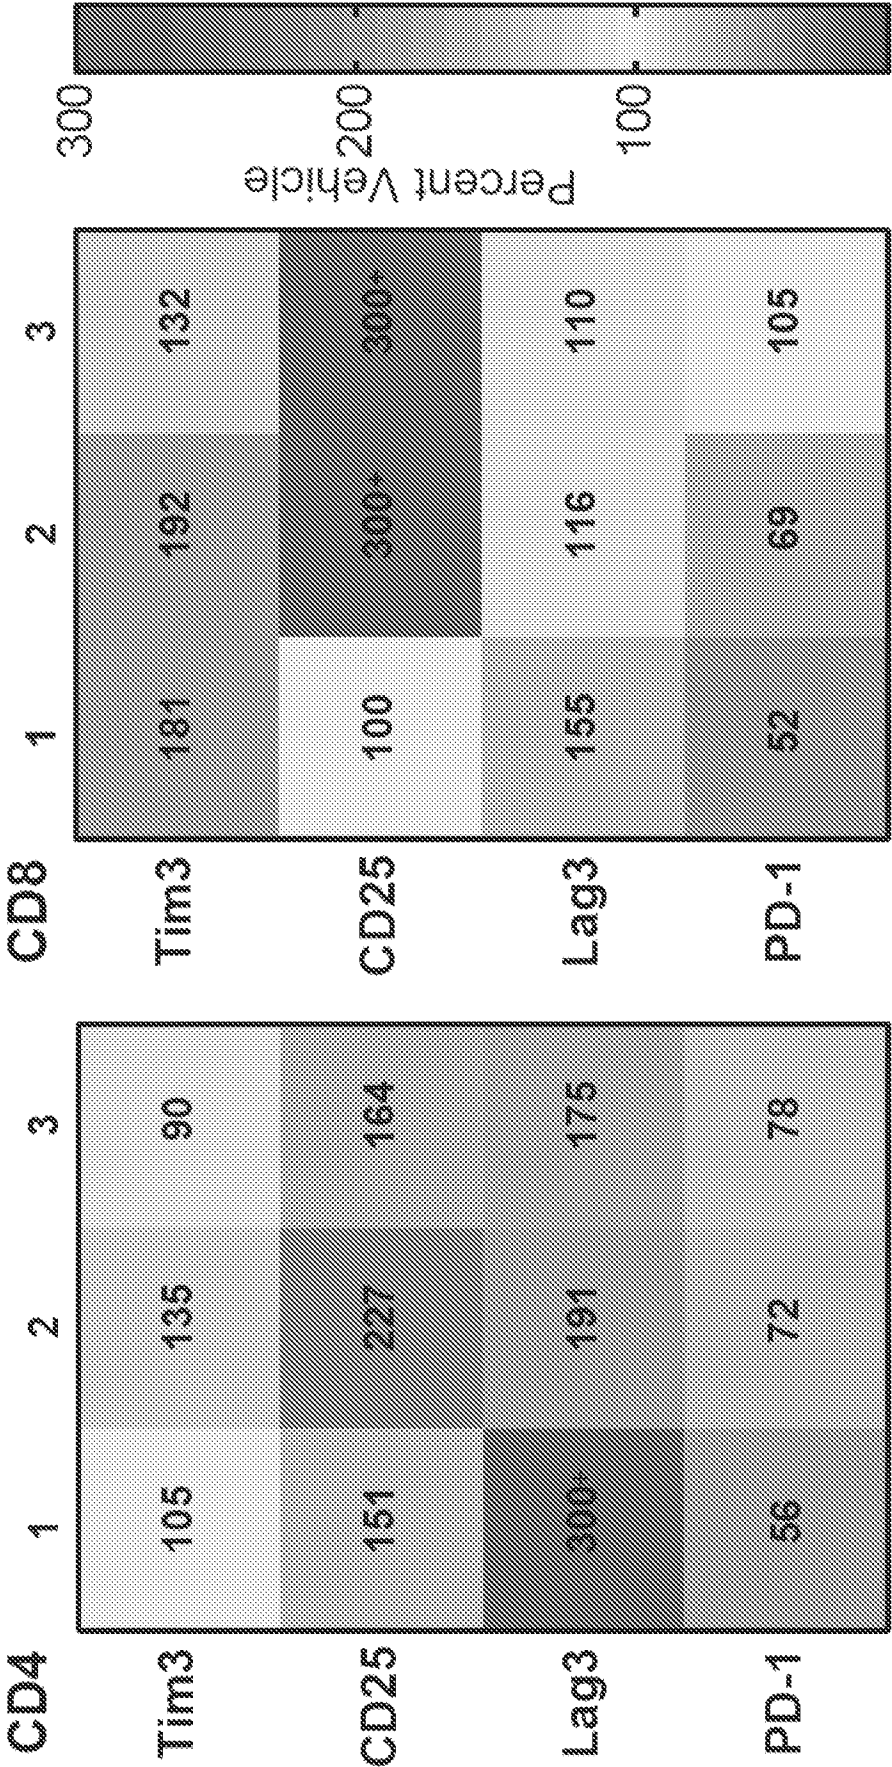 CD4 1 2 3
Tim3 105 135 90
CD25 151 227 164
Lag3 300+ 191 175
PD-1 56 72 78
CD8 1 2 3
Tim3 181 192 132
CD25 100 300+ 300+
Lag3 155 116 110
PD-1 52 69 105
Percent Vehicle
300
200
100